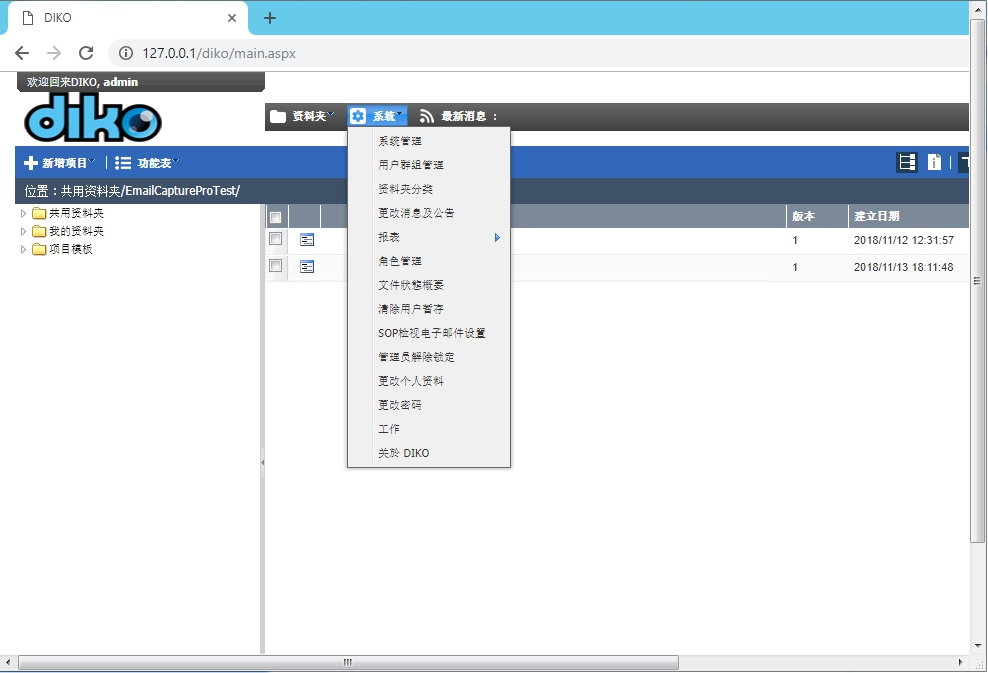 DIKO
127.0.0.1/diko/main.aspx
欢迎回来DIKO, admin
diko
资料夹 系统 最新消息：
新增项目 功能表
位置：共用资料夹/EmailCaptureProTest/
共用资料夹
我的资料夹
项目模板
系统管理
用户群组管理
资料夹分类
更改消息及公告
报表
角色管理
文件狀態概要
清除用户暂存
SOP检视电子邮件设置
管理员解除锁定
更改个人资料
更改密码
工作
关於 DIKO
版本 建立日期
1 2018/11/12 12:31:57
1 2018/11/13 18:11:48